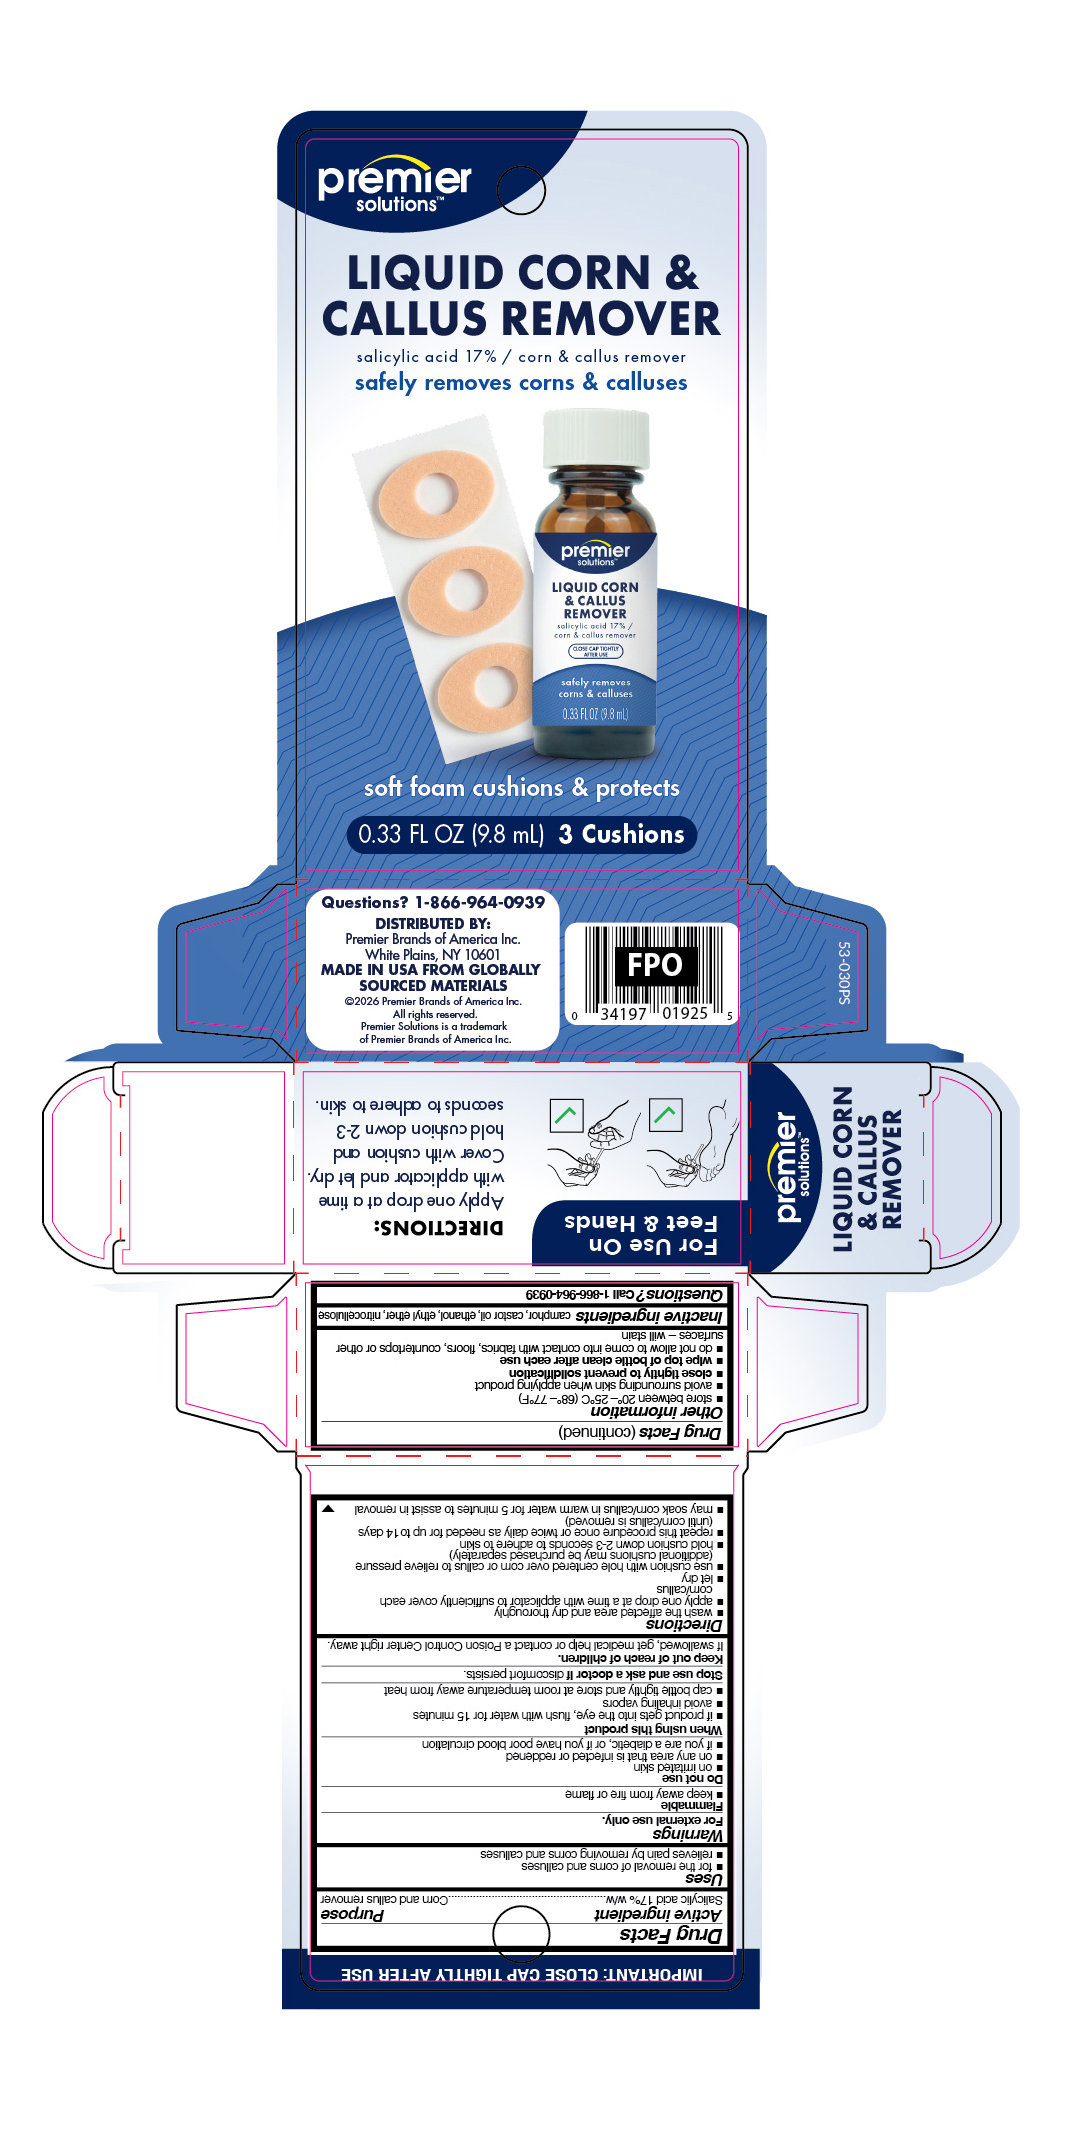 premier
solutions™
LIQUID CORN &
CALLUS REMOVER
salicylic acid 17% / corn & callus remover
safely removes corns & calluses
premier
solutions™
LIQUID CORN
& CALLUS
REMOVER
salicylic acid 17% /
corn & callus remover
CLOSE CAP TIGHTLY
AFTER USE
safely removes
corns & calluses
0.33 FL OZ (9.8 mL)
soft foam cushions & protects
0.33 FL OZ (9.8 mL) 3 Cushions
Questions? 1-866-964-0939
DISTRIBUTED BY:
Premier Brands of America Inc.
White Plains, NY 10601
MADE IN USA FROM GLOBALLY
SOURCED MATERIALS
©2026 Premier Brands of America Inc.
All rights reserved.
Premier Solutions is a trademark
of Premier Brands of America Inc.
FPO
0 34197 01925 5
53-030PS
premier
solutions™
LIQUID CORN
& CALLUS
REMOVER
For Use On
Feet & Hands
DIRECTIONS:
Apply one drop at a time
with applicator and let dry.
Cover with cushion and
hold cushion down 2-3
seconds to adhere to skin.
Drug Facts (continued)
Other information
▪ store between 20°– 25°C (68°– 77°F)
▪ avoid surrounding skin when applying product
▪ close tightly to prevent solidification
▪ wipe top of bottle clean after each use
▪ do not allow to come into contact with fabrics, floors, countertops or other
surfaces – will stain
Inactive ingredients camphor, castor oil, ethanol, ethyl ether, nitrocellulose
Questions? Call 1-866-964-0939
IMPORTANT: CLOSE CAP TIGHTLY AFTER USE
Drug Facts
Active ingredient Purpose
Salicylic acid 17% w/w..........................................Corn and callus remover
Uses
▪ for the removal of corns and calluses
▪ relieves pain by removing corns and calluses
Warnings
For external use only.
Flammable
▪ keep away from fire or flame
Do not use
▪ on irritated skin
▪ on any area that is infected or reddened
▪ if you are a diabetic, or if you have poor blood circulation
When using this product
▪ if product gets into the eye, flush with water for 15 minutes
▪ avoid inhaling vapors
▪ cap bottle tightly and store at room temperature away from heat
Stop use and ask a doctor if discomfort persists.
Keep out of reach of children.
If swallowed, get medical help or contact a Poison Control Center right away.
Directions
▪ wash the affected area and dry thoroughly
▪ apply one drop at a time with applicator to sufficiently cover each
corn/callus
▪ let dry
▪ use cushion with hole centered over corn or callus to relieve pressure
(additional cushions may be purchased separately)
▪ hold cushion down 2-3 seconds to adhere to skin
▪ repeat this procedure once or twice daily as needed for up to 14 days
(until corn/callus is removed)
▪ may soak corn/callus in warm water for 5 minutes to assist in removal